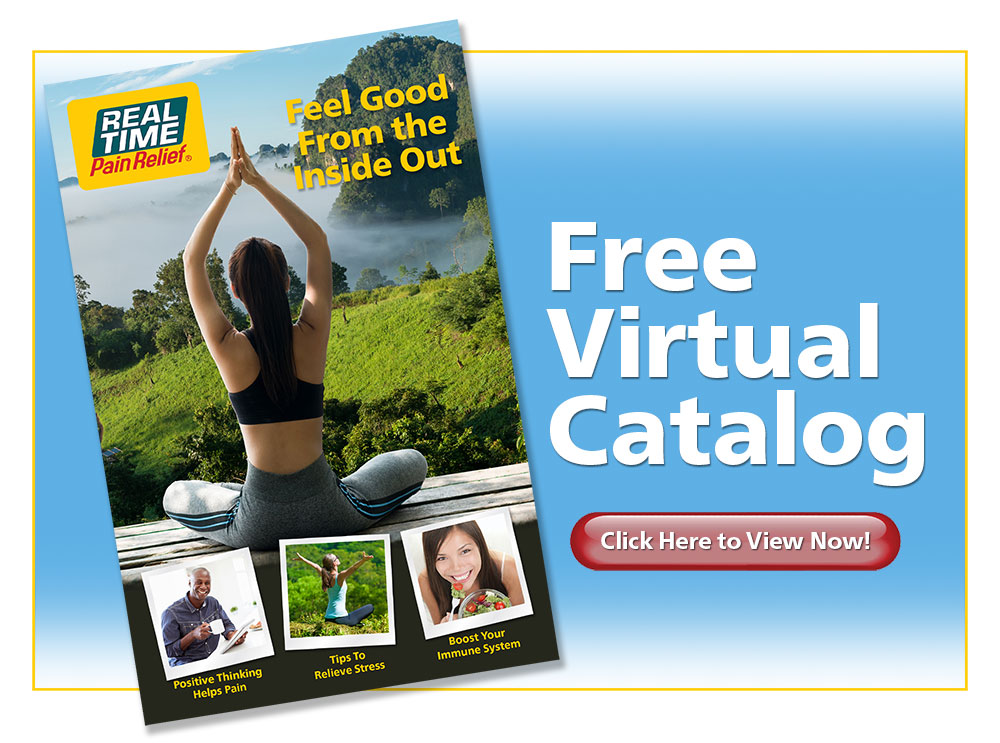 REAL
TIME
Pain Relief®
Feel Good
From the
Inside Out
Positive Thinking
Helps Pain
Tips To
Relieve Stress
Boost Your
Immune System
Free
Virtual
Catalog
Click Here to View Now!